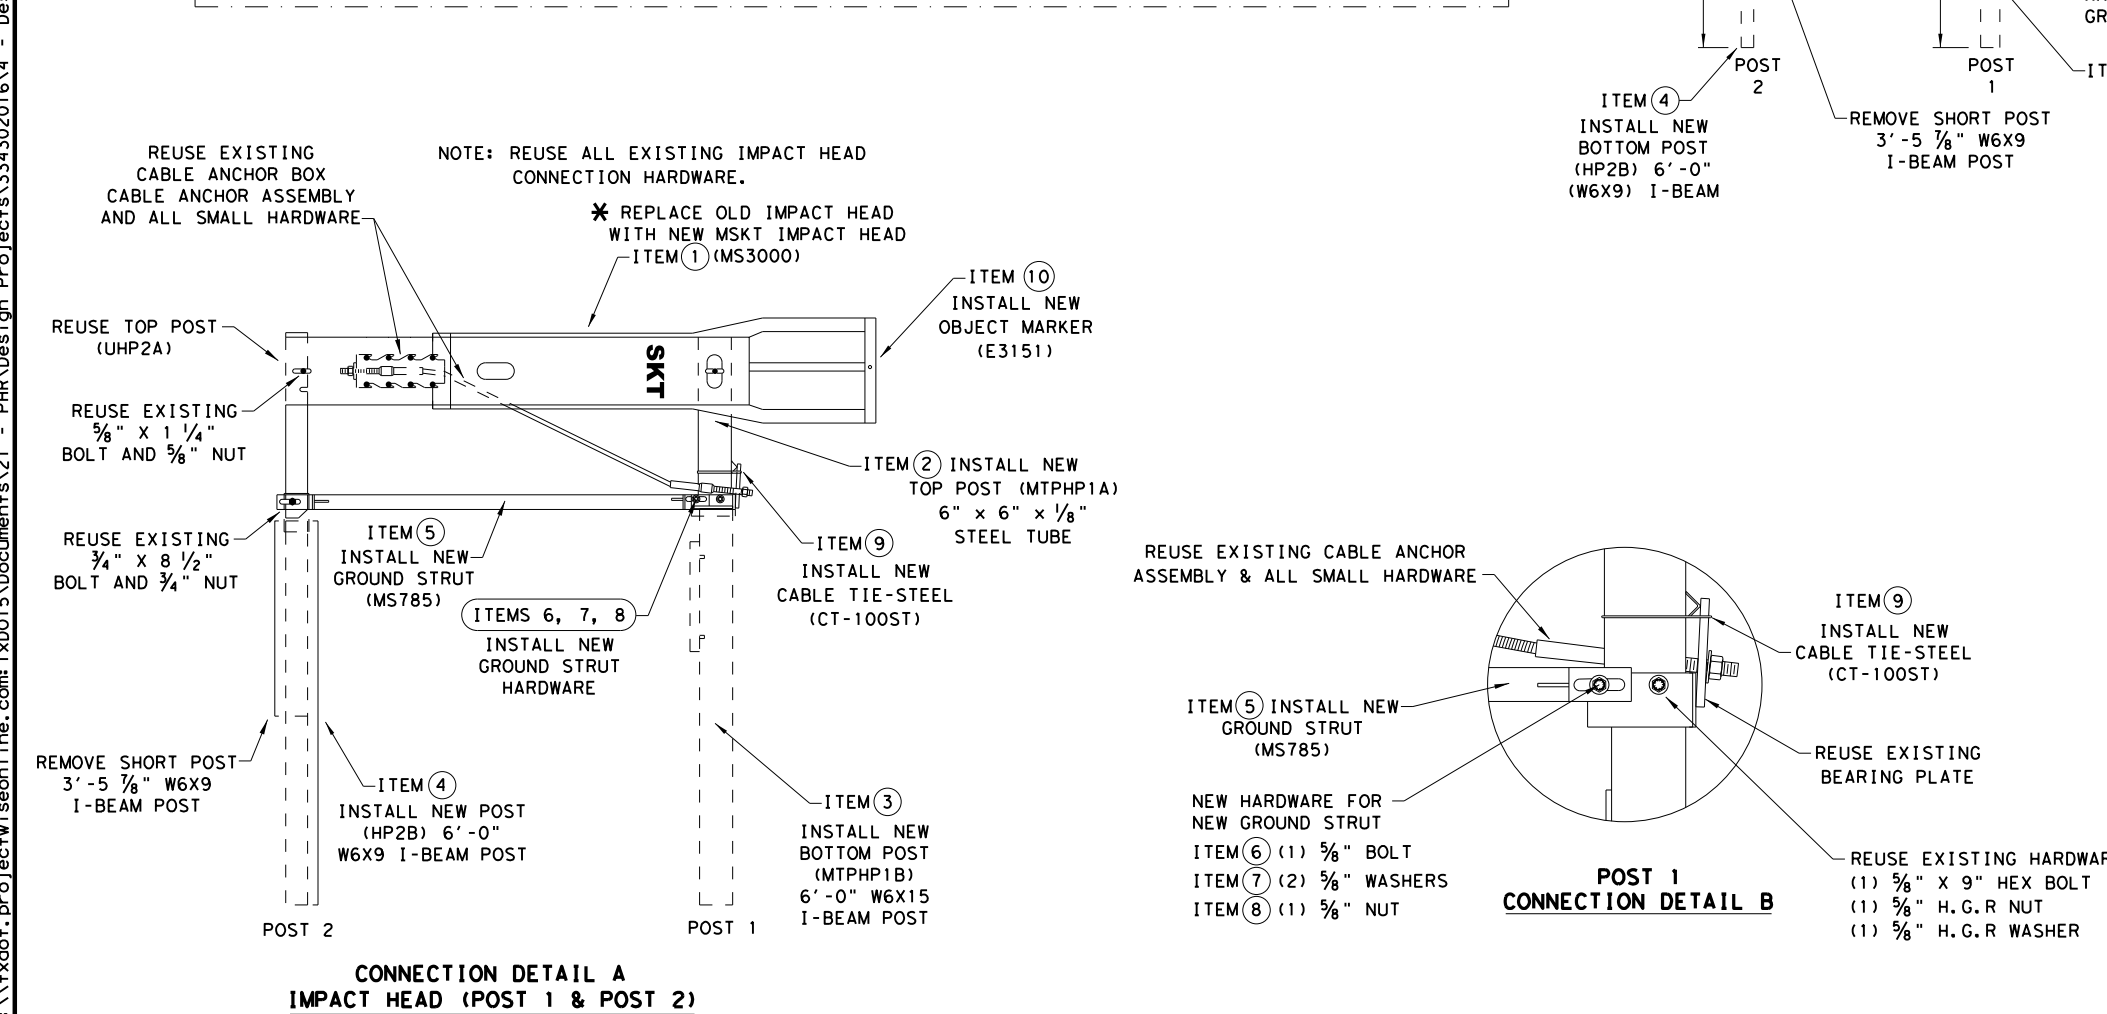 POST
2
POST
1
GR
IT
ITEM 4
INSTALL NEW
BOTTOM POST
(HP2B) 6'-0"
(W6X9) I-BEAM
REMOVE SHORT POST
3'-5 7/8" W6X9
I-BEAM POST
REUSE EXISTING
CABLE ANCHOR BOX
CABLE ANCHOR ASSEMBLY
AND ALL SMALL HARDWARE
NOTE: REUSE ALL EXISTING IMPACT HEAD
CONNECTION HARDWARE.
* REPLACE OLD IMPACT HEAD
WITH NEW MSKT IMPACT HEAD
ITEM 1 (MS3000)
ITEM 10
INSTALL NEW
OBJECT MARKER
(E3151)
REUSE TOP POST
(UHP2A)
SKT
REUSE EXISTING
5/8" X 1 1/4"
BOLT AND 5/8" NUT
ITEM 2 INSTALL NEW
TOP POST (MTPHP1A)
6" x 6" x 1/8"
STEEL TUBE
REUSE EXISTING
3/4" X 8 1/2"
BOLT AND 3/4" NUT
ITEM 5
INSTALL NEW
GROUND STRUT
(MS785)
ITEMS 6, 7, 8
INSTALL NEW
GROUND STRUT
HARDWARE
ITEM 9
INSTALL NEW
CABLE TIE-STEEL
(CT-100ST)
REMOVE SHORT POST
3'-5 7/8" W6X9
I-BEAM POST
ITEM 4
INSTALL NEW POST
(HP2B) 6'-0"
W6X9 I-BEAM POST
ITEM 3
INSTALL NEW
BOTTOM POST
(MTPHP1B)
6'-0" W6X15
I-BEAM POST
POST 2
POST 1
CONNECTION DETAIL A
IMPACT HEAD (POST 1 & POST 2)
REUSE EXISTING CABLE ANCHOR
ASSEMBLY & ALL SMALL HARDWARE
ITEM 9
INSTALL NEW
CABLE TIE-STEEL
(CT-100ST)
ITEM 5 INSTALL NEW
GROUND STRUT
(MS785)
REUSE EXISTING
BEARING PLATE
NEW HARDWARE FOR
NEW GROUND STRUT
ITEM 6 (1) 5/8" BOLT
ITEM 7 (2) 5/8" WASHERS
ITEM 8 (1) 5/8" NUT
REUSE EXISTING HARDWAR
(1) 5/8" X 9" HEX BOLT
(1) 5/8" H.G.R NUT
(1) 5/8" H.G.R WASHER
POST 1
CONNECTION DETAIL B